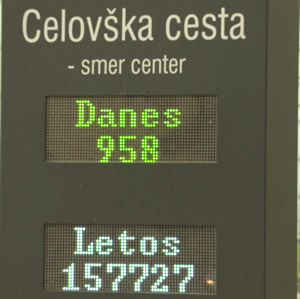 Celovška cesta
- smer center
Danes
958
Letos
157727